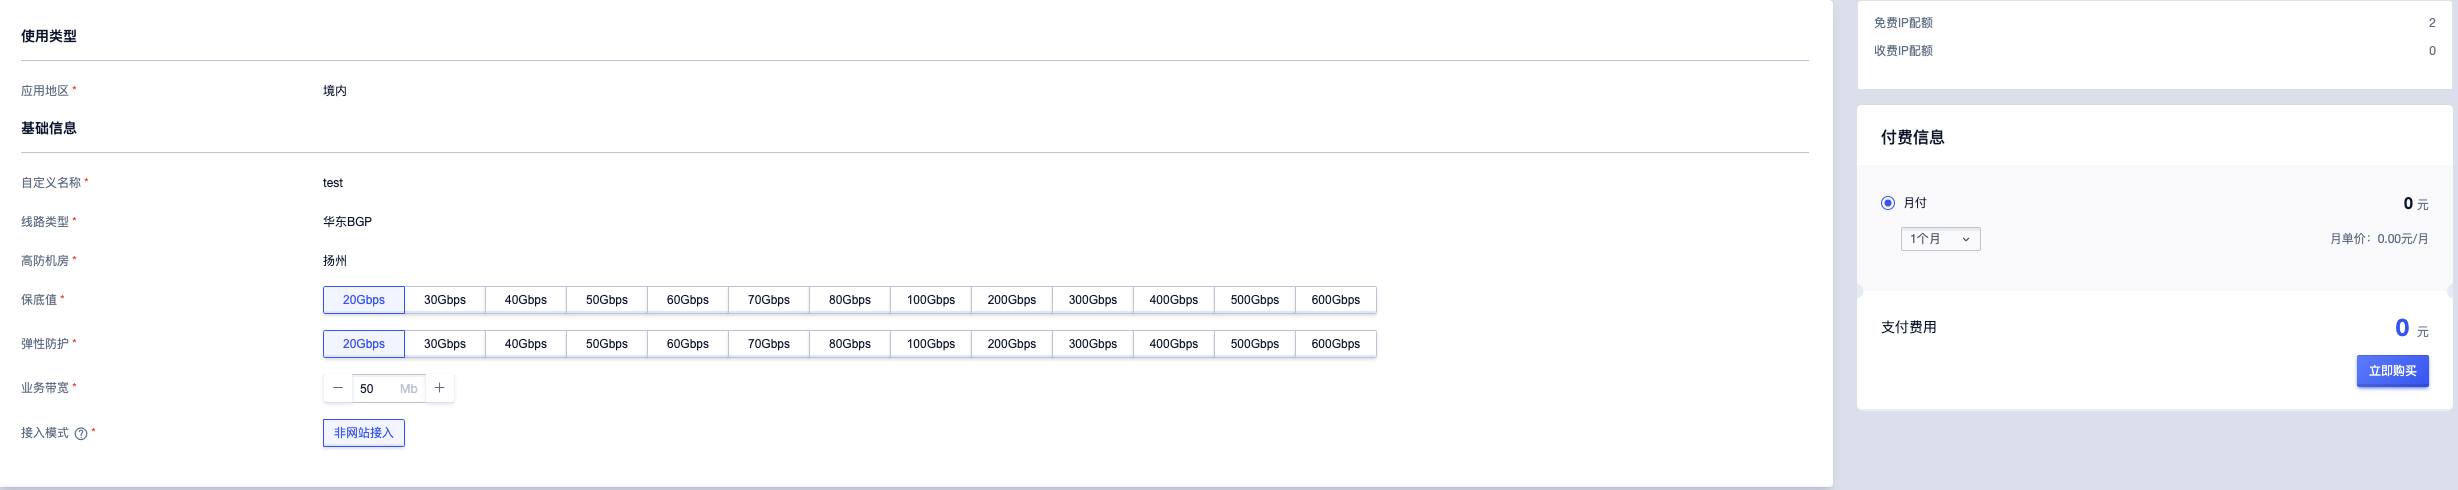 使用类型
应用地区 * 境内
基础信息
自定义名称 * test
线路类型 * 华东BGP
高防机房 * 扬州
保底值 * 20Gbps 30Gbps 40Gbps 50Gbps 60Gbps 70Gbps 80Gbps 100Gbps 200Gbps 300Gbps 400Gbps 500Gbps 600Gbps
弹性防护 * 20Gbps 30Gbps 40Gbps 50Gbps 60Gbps 70Gbps 80Gbps 100Gbps 200Gbps 300Gbps 400Gbps 500Gbps 600Gbps
业务带宽 * − 50 Mb +
接入模式 ? * 非网站接入
免费IP配额 2
收费IP配额 0
付费信息
月付 0 元
1个月 月单价：0.00元/月
支付费用 0 元
立即购买